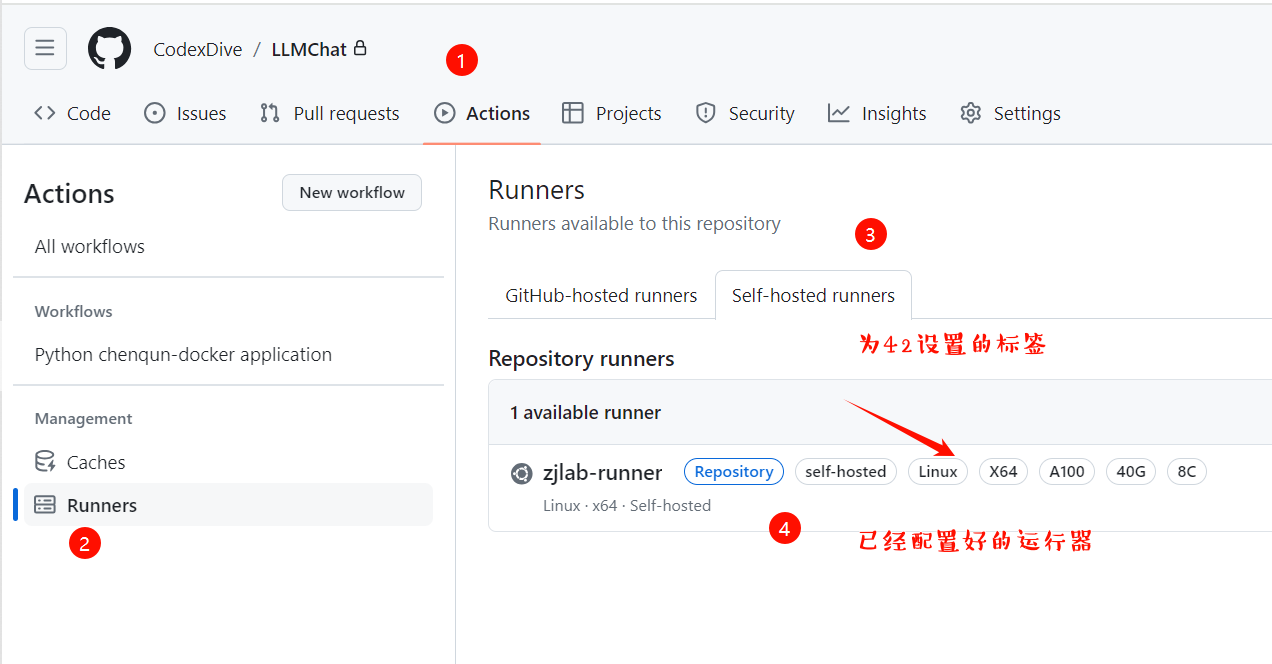 CodexDive / LLMChat
1
Code Issues Pull requests Actions Projects Security Insights Settings
Actions
New workflow
All workflows
Workflows
Python chenqun-docker application
Management
Caches
Runners
2
Runners
Runners available to this repository
3
GitHub-hosted runners Self-hosted runners
为42设置的标签
Repository runners
1 available runner
zjlab-runner Repository self-hosted Linux X64 A100 40G 8C
Linux · x64 · Self-hosted
4
已经配置好的运行器